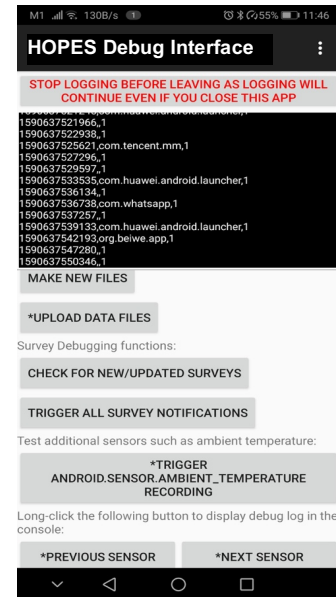 M1 130B/s 1 55% 11:46
HOPES Debug Interface
STOP LOGGING BEFORE LEAVING AS LOGGING WILL
CONTINUE EVEN IF YOU CLOSE THIS APP
1590637521966,,1
1590637522938,,1
1590637525621,com.tencent.mm,1
1590637527296,,1
1590637529597,,1
1590637533535,com.huawei.android.launcher,1
1590637536134,,1
1590637536738,com.whatsapp,1
1590637537257,,1
1590637539133,com.huawei.android.launcher,1
1590637542193,org.beiwe.app,1
1590637547280,,1
1590637550346,,1
MAKE NEW FILES
*UPLOAD DATA FILES
Survey Debugging functions:
CHECK FOR NEW/UPDATED SURVEYS
TRIGGER ALL SURVEY NOTIFICATIONS
Test additional sensors such as ambient temperature:
*TRIGGER
ANDROID.SENSOR.AMBIENT_TEMPERATURE
RECORDING
Long-click the following button to display debug log in the
console:
*PREVIOUS SENSOR *NEXT SENSOR